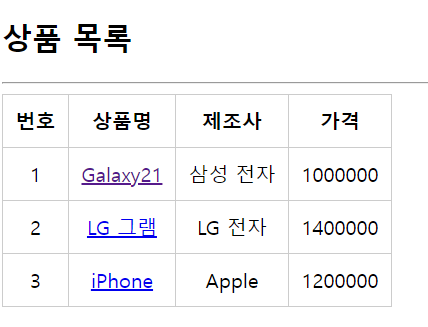 상품 목록
번호 상품명 제조사 가격
1 Galaxy21 삼성 전자 1000000
2 LG 그램 LG 전자 1400000
3 iPhone Apple 1200000